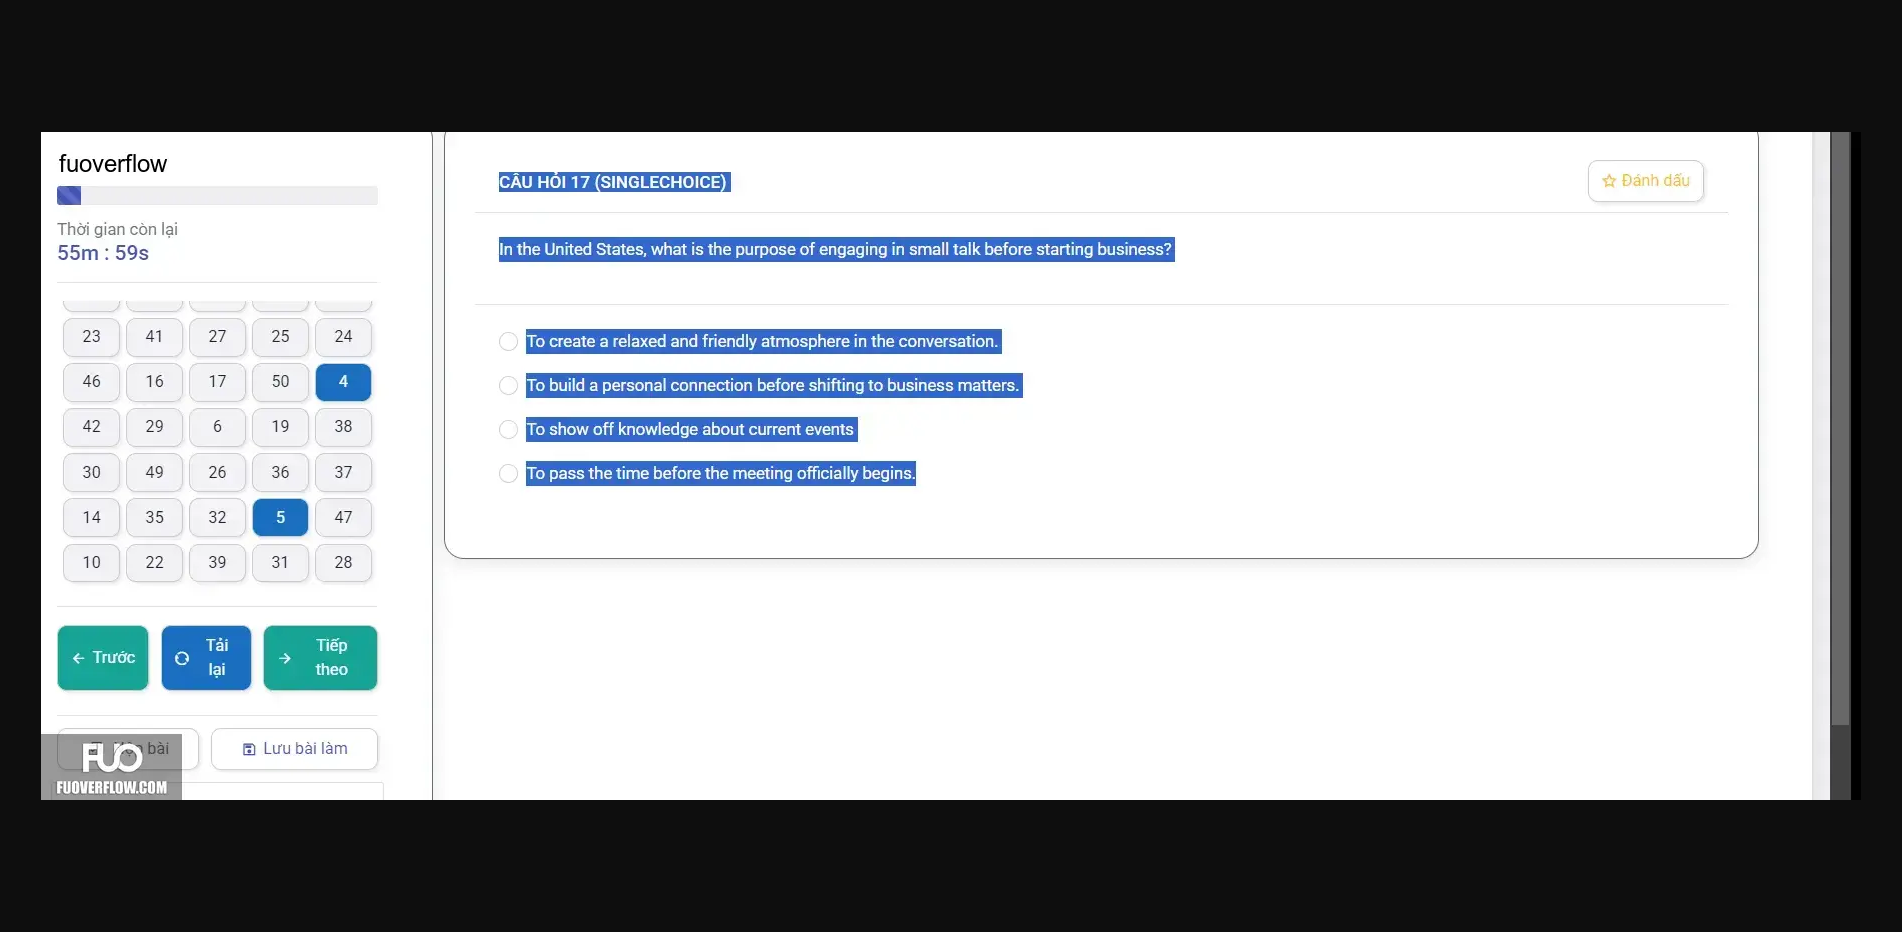 fuoverflow
Thời gian còn lại
55m : 59s
23 41 27 25 24
46 16 17 50 4
42 29 6 19 38
30 49 26 36 37
14 35 32 5 47
10 22 39 31 28
Trước
Tải lại
Tiếp theo
bài
Lưu bài làm
FUO
FUOVERFLOW.COM
CÂU HỎI 17 (SINGLECHOICE)
Đánh dấu
In the United States, what is the purpose of engaging in small talk before starting business?
To create a relaxed and friendly atmosphere in the conversation.
To build a personal connection before shifting to business matters.
To show off knowledge about current events
To pass the time before the meeting officially begins.